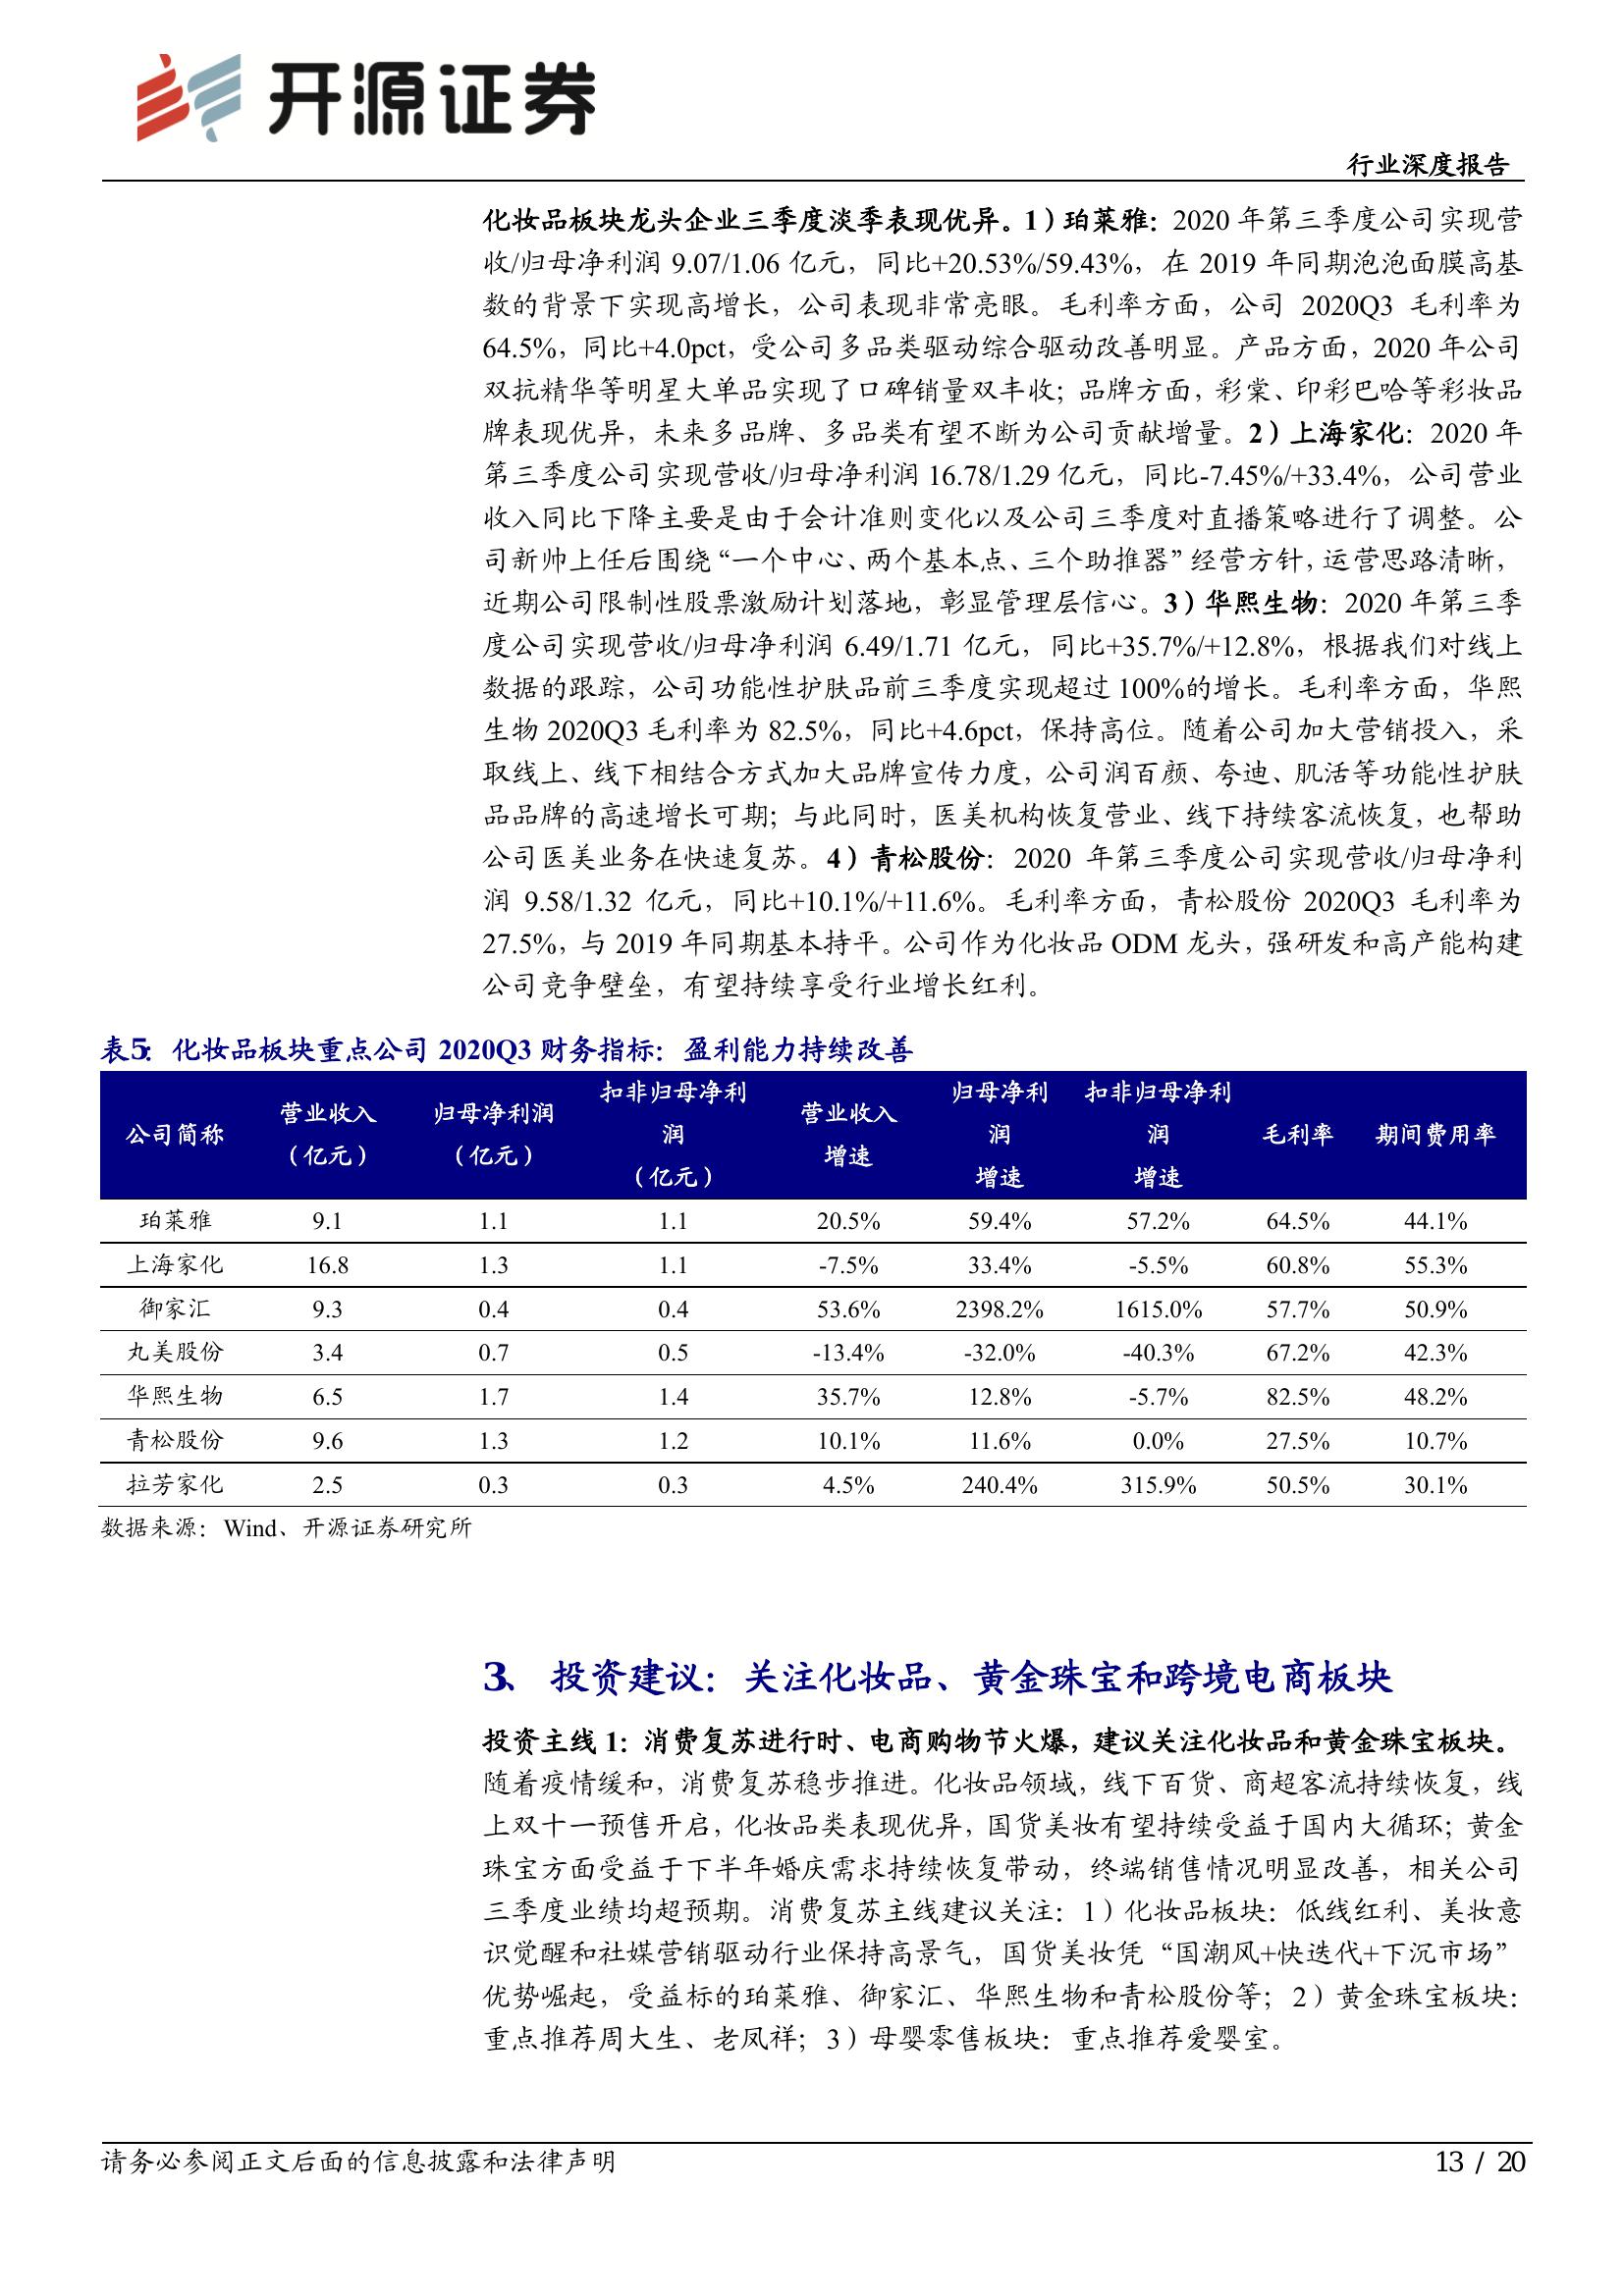 开源证券
行业深度报告
化妆品板块龙头企业三季度淡季表现优异。1）珀莱雅：2020 年第三季度公司实现营
收/归母净利润 9.07/1.06 亿元，同比+20.53%/59.43%，在 2019 年同期泡泡面膜高基
数的背景下实现高增长，公司表现非常亮眼。毛利率方面，公司 2020Q3 毛利率为
64.5%，同比+4.0pct，受公司多品类驱动综合驱动改善明显。产品方面，2020 年公司
双抗精华等明星大单品实现了口碑销量双丰收；品牌方面，彩棠、印彩巴哈等彩妆品
牌表现优异，未来多品牌、多品类有望不断为公司贡献增量。2）上海家化：2020 年
第三季度公司实现营收/归母净利润 16.78/1.29 亿元，同比-7.45%/+33.4%，公司营业
收入同比下降主要是由于会计准则变化以及公司三季度对直播策略进行了调整。公
司新帅上任后围绕“一个中心、两个基本点、三个助推器”经营方针，运营思路清晰，
近期公司限制性股票激励计划落地，彰显管理层信心。3）华熙生物：2020 年第三季
度公司实现营收/归母净利润 6.49/1.71 亿元，同比+35.7%/+12.8%，根据我们对线上
数据的跟踪，公司功能性护肤品前三季度实现超过 100%的增长。毛利率方面，华熙
生物 2020Q3 毛利率为 82.5%，同比+4.6pct，保持高位。随着公司加大营销投入，采
取线上、线下相结合方式加大品牌宣传力度，公司润百颜、夸迪、肌活等功能性护肤
品品牌的高速增长可期；与此同时，医美机构恢复营业、线下持续客流恢复，也帮助
公司医美业务在快速复苏。4）青松股份：2020 年第三季度公司实现营收/归母净利
润 9.58/1.32 亿元，同比+10.1%/+11.6%。毛利率方面，青松股份 2020Q3 毛利率为
27.5%，与 2019 年同期基本持平。公司作为化妆品 ODM 龙头，强研发和高产能构建
公司竞争壁垒，有望持续享受行业增长红利。
表5：化妆品板块重点公司 2020Q3 财务指标：盈利能力持续改善
公司简称 营业收入（亿元） 归母净利润（亿元） 扣非归母净利润（亿元） 营业收入增速 归母净利润增速 扣非归母净利润增速 毛利率 期间费用率
珀莱雅 9.1 1.1 1.1 20.5% 59.4% 57.2% 64.5% 44.1%
上海家化 16.8 1.3 1.1 -7.5% 33.4% -5.5% 60.8% 55.3%
御家汇 9.3 0.4 0.4 53.6% 2398.2% 1615.0% 57.7% 50.9%
丸美股份 3.4 0.7 0.5 -13.4% -32.0% -40.3% 67.2% 42.3%
华熙生物 6.5 1.7 1.4 35.7% 12.8% -5.7% 82.5% 48.2%
青松股份 9.6 1.3 1.2 10.1% 11.6% 0.0% 27.5% 10.7%
拉芳家化 2.5 0.3 0.3 4.5% 240.4% 315.9% 50.5% 30.1%
数据来源：Wind、开源证券研究所
3、 投资建议：关注化妆品、黄金珠宝和跨境电商板块
投资主线 1：消费复苏进行时、电商购物节火爆，建议关注化妆品和黄金珠宝板块。
随着疫情缓和，消费复苏稳步推进。化妆品领域，线下百货、商超客流持续恢复，线
上双十一预售开启，化妆品类表现优异，国货美妆有望持续受益于国内大循环；黄金
珠宝方面受益于下半年婚庆需求持续恢复带动，终端销售情况明显改善，相关公司
三季度业绩均超预期。消费复苏主线建议关注：1）化妆品板块：低线红利、美妆意
识觉醒和社媒营销驱动行业保持高景气，国货美妆凭“国潮风+快迭代+下沉市场”
优势崛起，受益标的珀莱雅、御家汇、华熙生物和青松股份等；2）黄金珠宝板块：
重点推荐周大生、老凤祥；3）母婴零售板块：重点推荐爱婴室。
请务必参阅正文后面的信息披露和法律声明
13 / 20